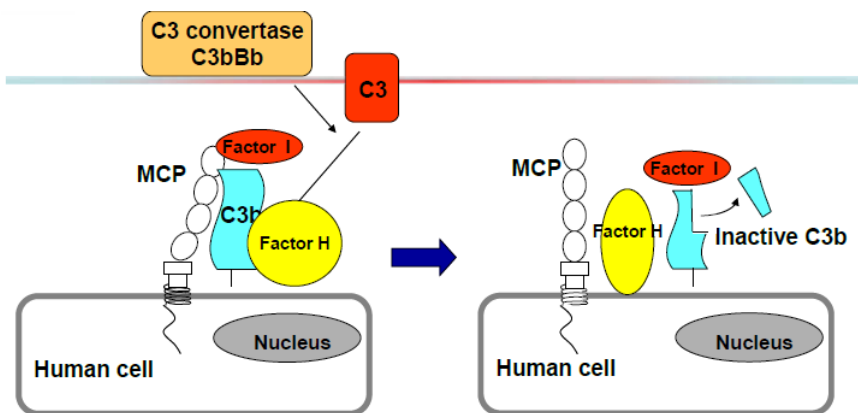 C3 convertase
C3bBb
C3
Factor I
MCP
C3b
Factor H
Nucleus
Human cell
MCP
Factor I
Factor H
Inactive C3b
Nucleus
Human cell